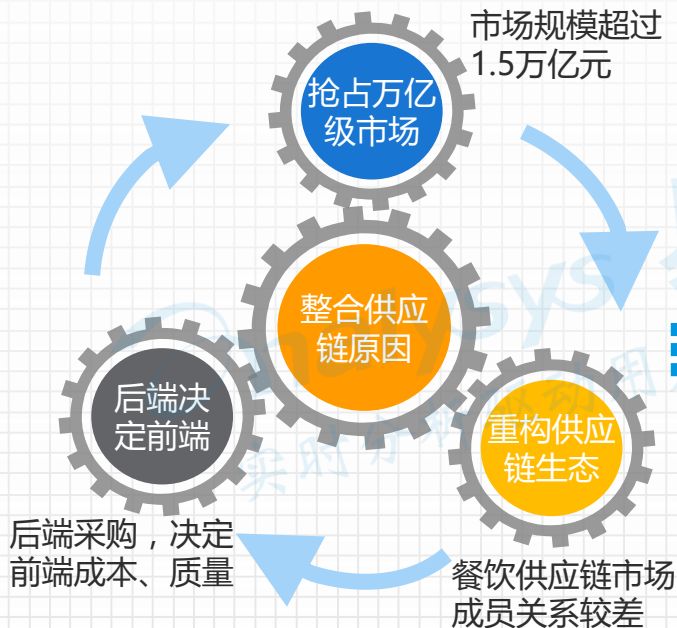 市场规模超过
1.5万亿元
抢占万亿
级市场
整合供应
链原因
后端决
定前端
重构供应
链生态
后端采购，决定
前端成本、质量
餐饮供应链市场
成员关系较差
nalysys